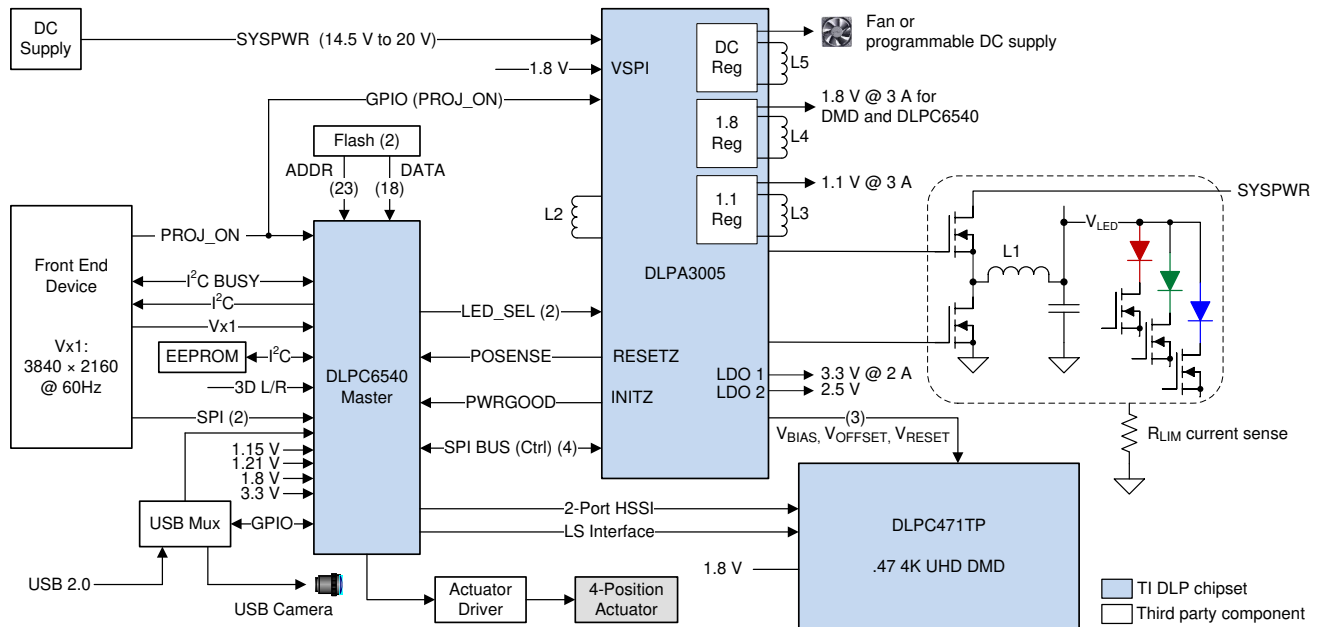 DC
Supply
SYSPWR (14.5 V to 20 V)
1.8 V
VSPI
GPIO (PROJ_ON)
DC
Reg
L5
Fan or
programmable DC supply
1.8
Reg
L4
1.8 V @ 3 A for
DMD and DLPC6540
1.1
Reg
L3
1.1 V @ 3 A
Flash (2)
ADDR
(23)
DATA
(18)
L2
DLPA3005
SYSPWR
V_LED
L1
Front End
Device
Vx1:
3840 × 2160
@ 60Hz
PROJ_ON
I²C BUSY
I²C
Vx1
EEPROM
I²C
3D L/R
SPI (2)
1.15 V
1.21 V
1.8 V
3.3 V
DLPC6540
Master
LED_SEL (2)
POSENSE
RESETZ
PWRGOOD
INITZ
SPI BUS (Ctrl) (4)
LDO 1
3.3 V @ 2 A
LDO 2
2.5 V
(3)
V_BIAS, V_OFFSET, V_RESET
R_LIM current sense
USB Mux
GPIO
USB 2.0
USB Camera
2-Port HSSI
LS Interface
Actuator
Driver
4-Position
Actuator
1.8 V
DLPC471TP
.47 4K UHD DMD
TI DLP chipset
Third party component